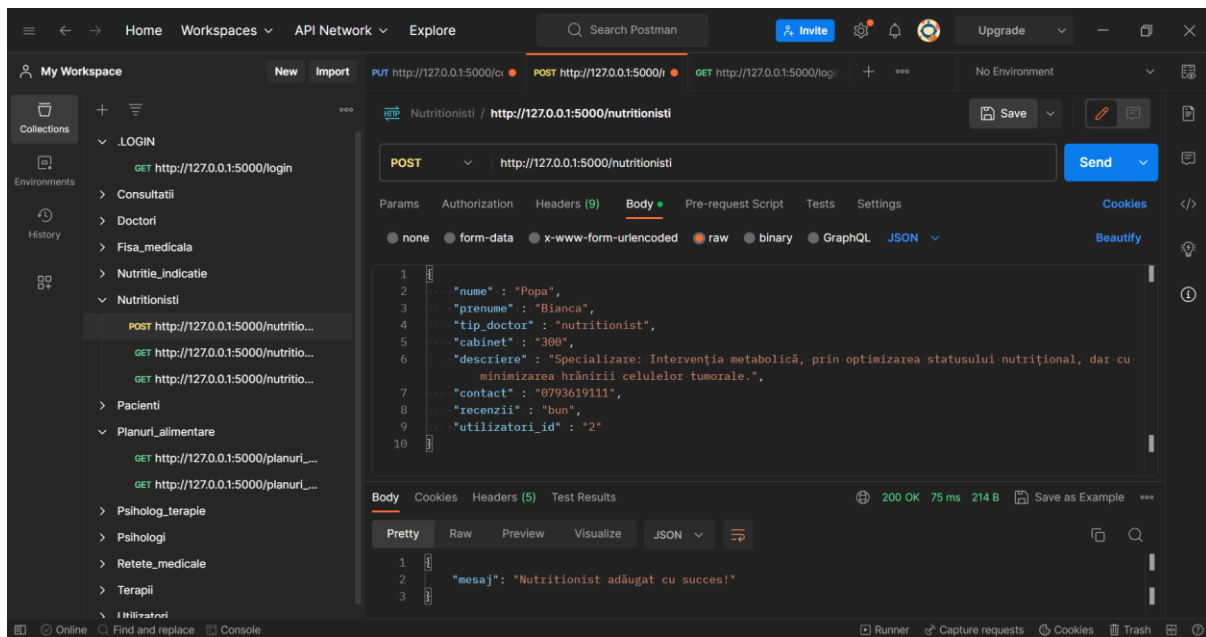 Home Workspaces API Network Explore Search Postman Invite Upgrade
My Workspace New Import PUT http://127.0.0.1:5000/c POST http://127.0.0.1:5000/ GET http://127.0.0.1:5000/logi No Environment
Collections
Environments
History
.LOGIN
GET http://127.0.0.1:5000/login
Consultatii
Doctori
Fisa_medicala
Nutritie_indicatie
Nutritionisti
POST http://127.0.0.1:5000/nutritio...
GET http://127.0.0.1:5000/nutritio...
GET http://127.0.0.1:5000/nutritio...
Pacienti
Planuri_alimentare
GET http://127.0.0.1:5000/planuri_...
GET http://127.0.0.1:5000/planuri_...
Psiholog_terapie
Psihologi
Retete_medicale
Terapii
Utilizatori
HTTP Nutritionisti / http://127.0.0.1:5000/nutritionisti Save
POST http://127.0.0.1:5000/nutritionisti Send
Params Authorization Headers (9) Body Pre-request Script Tests Settings Cookies
none form-data x-www-form-urlencoded raw binary GraphQL JSON Beautify
1 {
2 "nume" : "Popa",
3 "prenume" : "Bianca",
4 "tip_doctor" : "nutritionist",
5 "cabinet" : "300",
6 "descriere" : "Specializare: Intervenția metabolică, prin optimizarea statusului nutrițional, dar cu
minimizarea hrănirii celulelor tumorale.",
7 "contact" : "0793619111",
8 "recenzii" : "bun",
9 "utilizatori_id" : "2"
10 }
Body Cookies Headers (5) Test Results 200 OK 75 ms 214 B Save as Example
Pretty Raw Preview Visualize JSON
1 {
2 "mesaj": "Nutritionist adăugat cu succes!"
3 }
Online Find and replace Console Runner Capture requests Cookies Trash